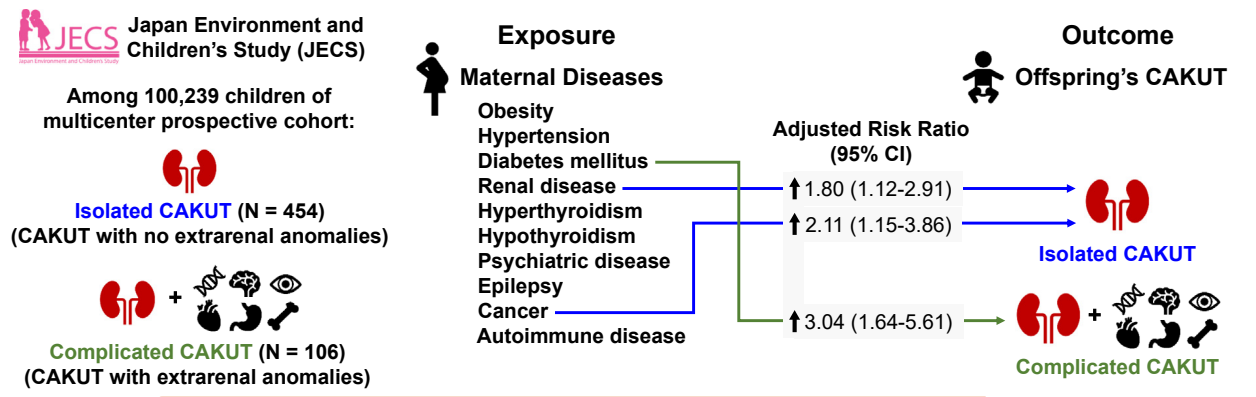 JECS
Japan Environment and Children's Study
Japan Environment and
Children's Study (JECS)
Among 100,239 children of
multicenter prospective cohort:
Isolated CAKUT (N = 454)
(CAKUT with no extrarenal anomalies)
+
Complicated CAKUT (N = 106)
(CAKUT with extrarenal anomalies)
Exposure
Maternal Diseases
Obesity
Hypertension
Diabetes mellitus
Renal disease
Hyperthyroidism
Hypothyroidism
Psychiatric disease
Epilepsy
Cancer
Autoimmune disease
Adjusted Risk Ratio
(95% CI)
1.80 (1.12-2.91)
2.11 (1.15-3.86)
3.04 (1.64-5.61)
Outcome
Offspring's CAKUT
Isolated CAKUT
+
Complicated CAKUT